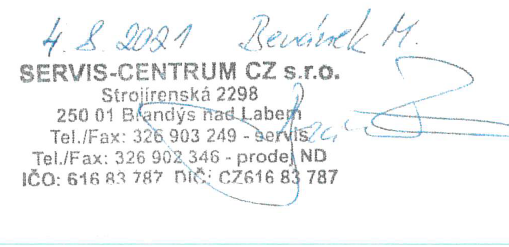 4. 8. 2021 M.
SERVIS-CENTRUM CZ s.r.o.
Strojírenská 2298
250 01 Brandýs nad Labem
Tel./Fax: 326 903 249 - servis
Tel./Fax: 326 902 346 - prodej ND
IČO: 616 83 787 DIČ: CZ616 83 787